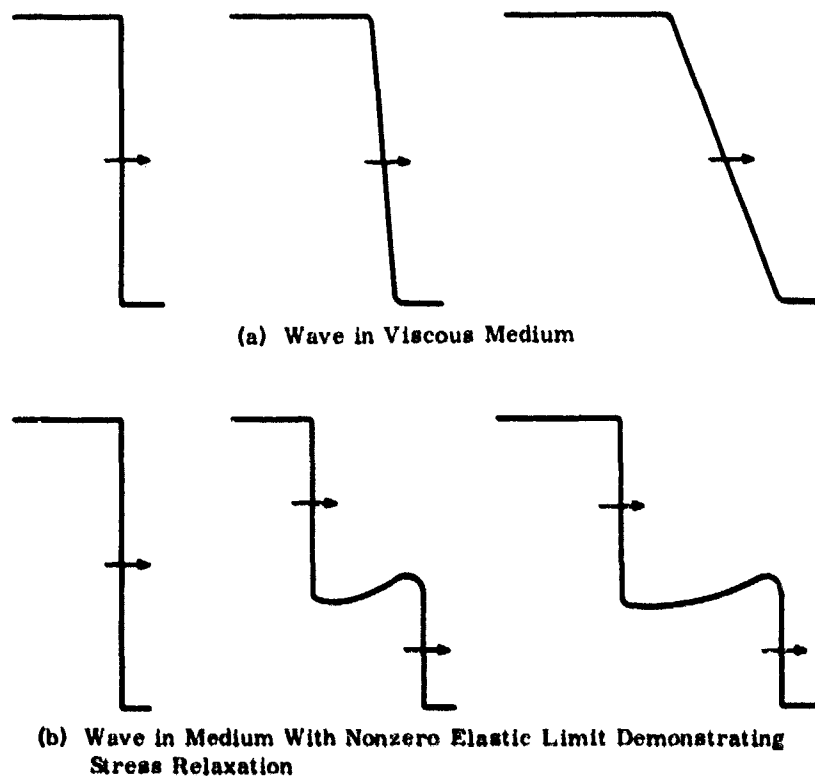 (a) Wave in Viscous Medium
(b) Wave in Medium With Nonzero Elastic Limit Demonstrating
Stress Relaxation